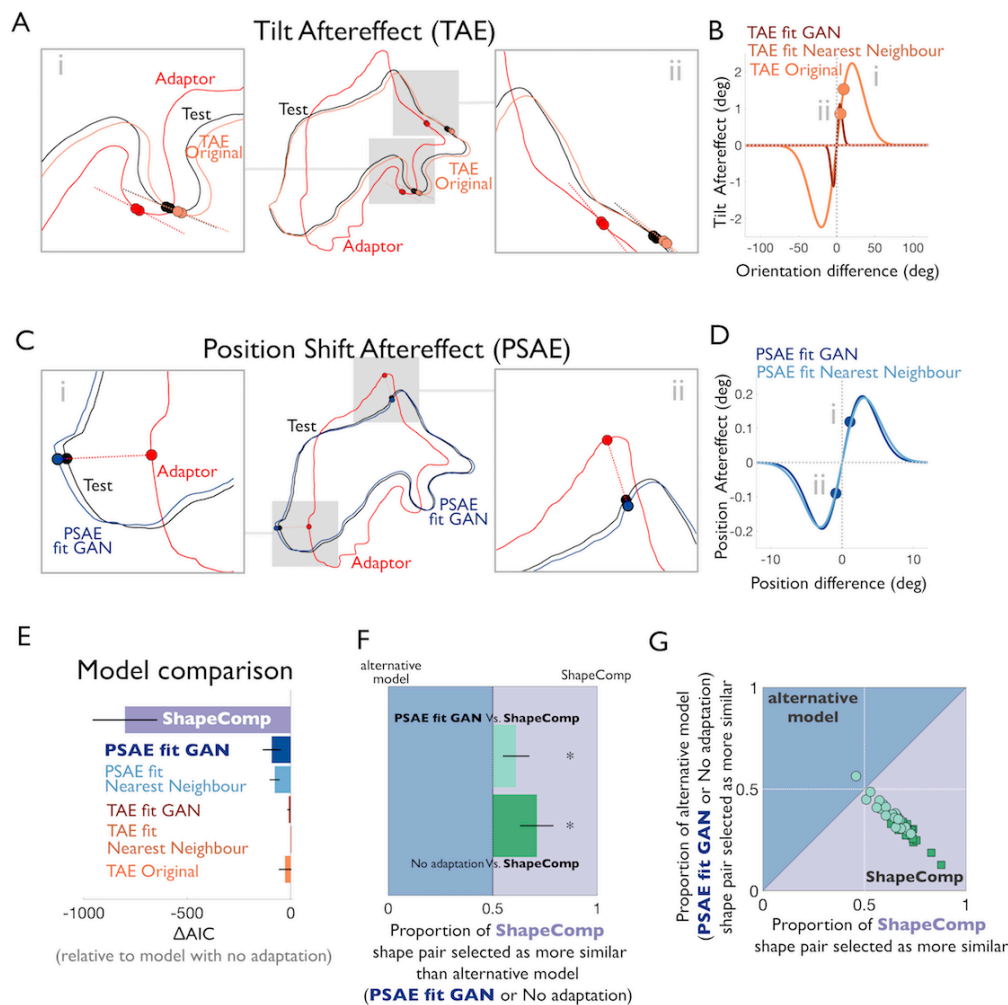 A
Tilt Aftereffect (TAE)
i
Adaptor
Test
TAE
Original
Test
TAE
Original
Adaptor
ii
B
TAE fit GAN
TAE fit Nearest Neighbour
TAE Original
i
ii
2
1
0
-1
-2
Tilt Aftereffect (deg)
-100
-50
0
50
100
Orientation difference (deg)
C
Position Shift Aftereffect (PSAE)
i
Adaptor
Test
PSAE
fit GAN
Test
PSAE
fit GAN
Adaptor
ii
D
PSAE fit GAN
PSAE fit Nearest Neighbour
i
ii
0.2
0.1
0
-0.1
-0.2
Position Aftereffect (deg)
-10
0
10
Position difference (deg)
E
Model comparison
ShapeComp
PSAE fit GAN
PSAE fit
Nearest Neighbour
TAE fit GAN
TAE fit
Nearest Neighbour
TAE Original
-1000
-500
0
ΔAIC
(relative to model with no adaptation)
F
alternative
model
ShapeComp
PSAE fit GAN Vs. ShapeComp
*
*
No adaptation Vs. ShapeComp
0
0.5
1
Proportion of ShapeComp
shape pair selected as more similar
than alternative model
(PSAE fit GAN or No adaptation)
G
Proportion of alternative model
(PSAE fit GAN or No adaptation)
shape pair selected as more similar
1
0.5
0
alternative
model
ShapeComp
0
0.5
1
Proportion of ShapeComp
shape pair selected as more similar